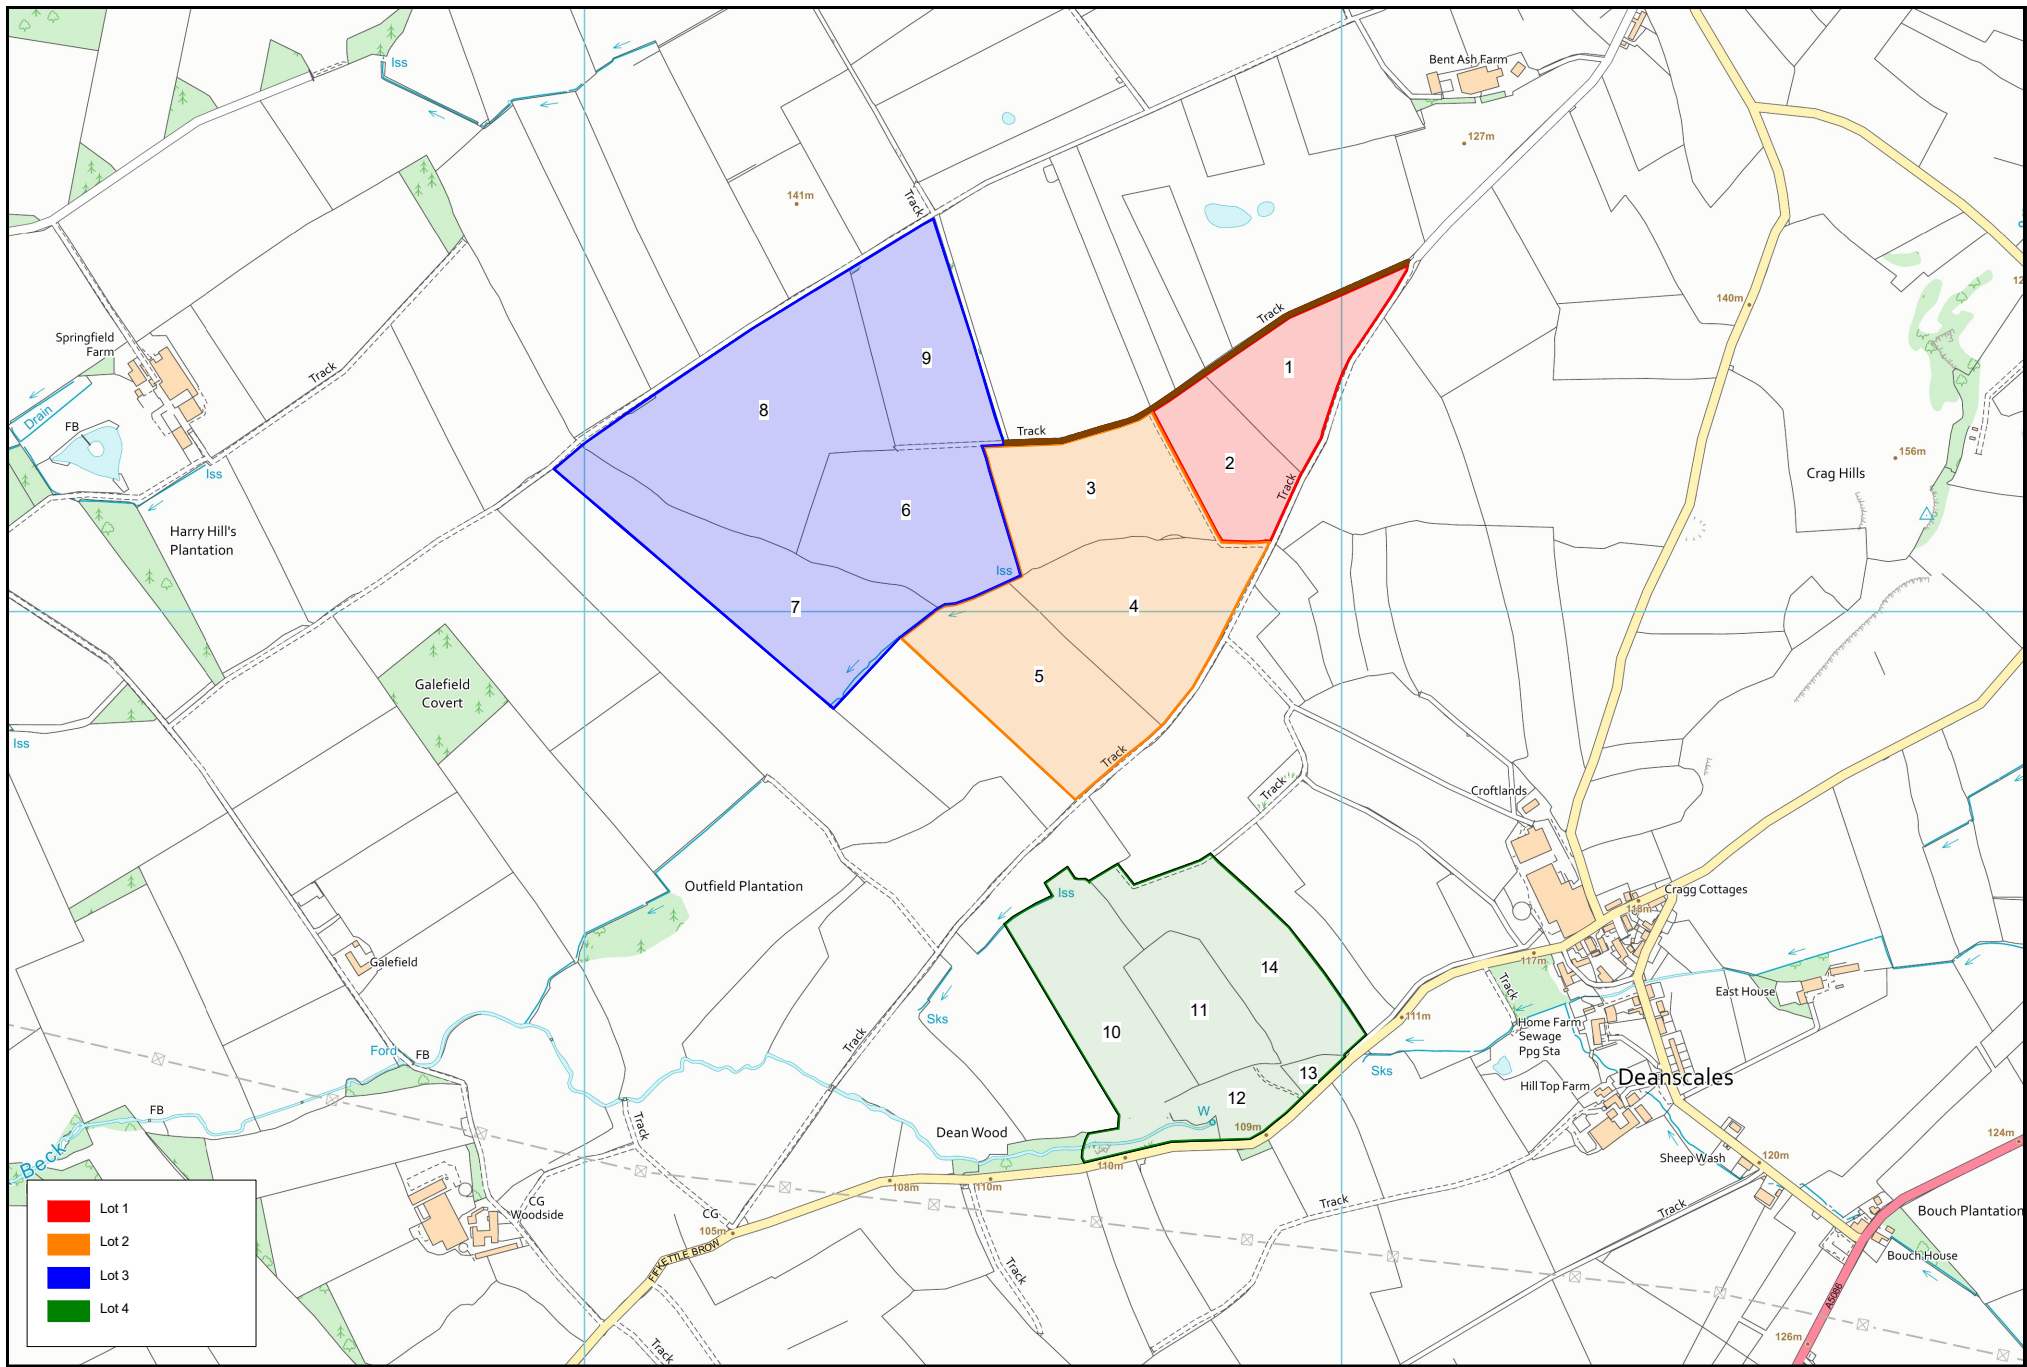 Iss
Bent Ash Farm
127m
141m
Track
Track
140m
12
Springfield
Farm
Track
Drain
FB
Iss
1
9
8
Track
2
3
Track
6
156m
Crag Hills
Harry Hill's
Plantation
Iss
7
4
5
Galefield
Covert
Iss
Track
Track
Croftlands
Outfield Plantation
Iss
Cragg Cottages
118m
Galefield
14
117m
Track
East House
11
10
Sks
111m
Home Farm
Sewage
Ppg Sta
Track
Ford
FB
Sks
13
Hill Top Farm
Deanscales
12
W
FB
Track
Dean Wood
109m
110m
124m
Beck
Sheep Wash
120m
108m
110m
CG
Woodside
CG
105m
Track
Track
Bouch Plantation
FIFKETTLE BROW
Bouch House
Track
A5086
126m
Track
Lot 1
Lot 2
Lot 3
Lot 4